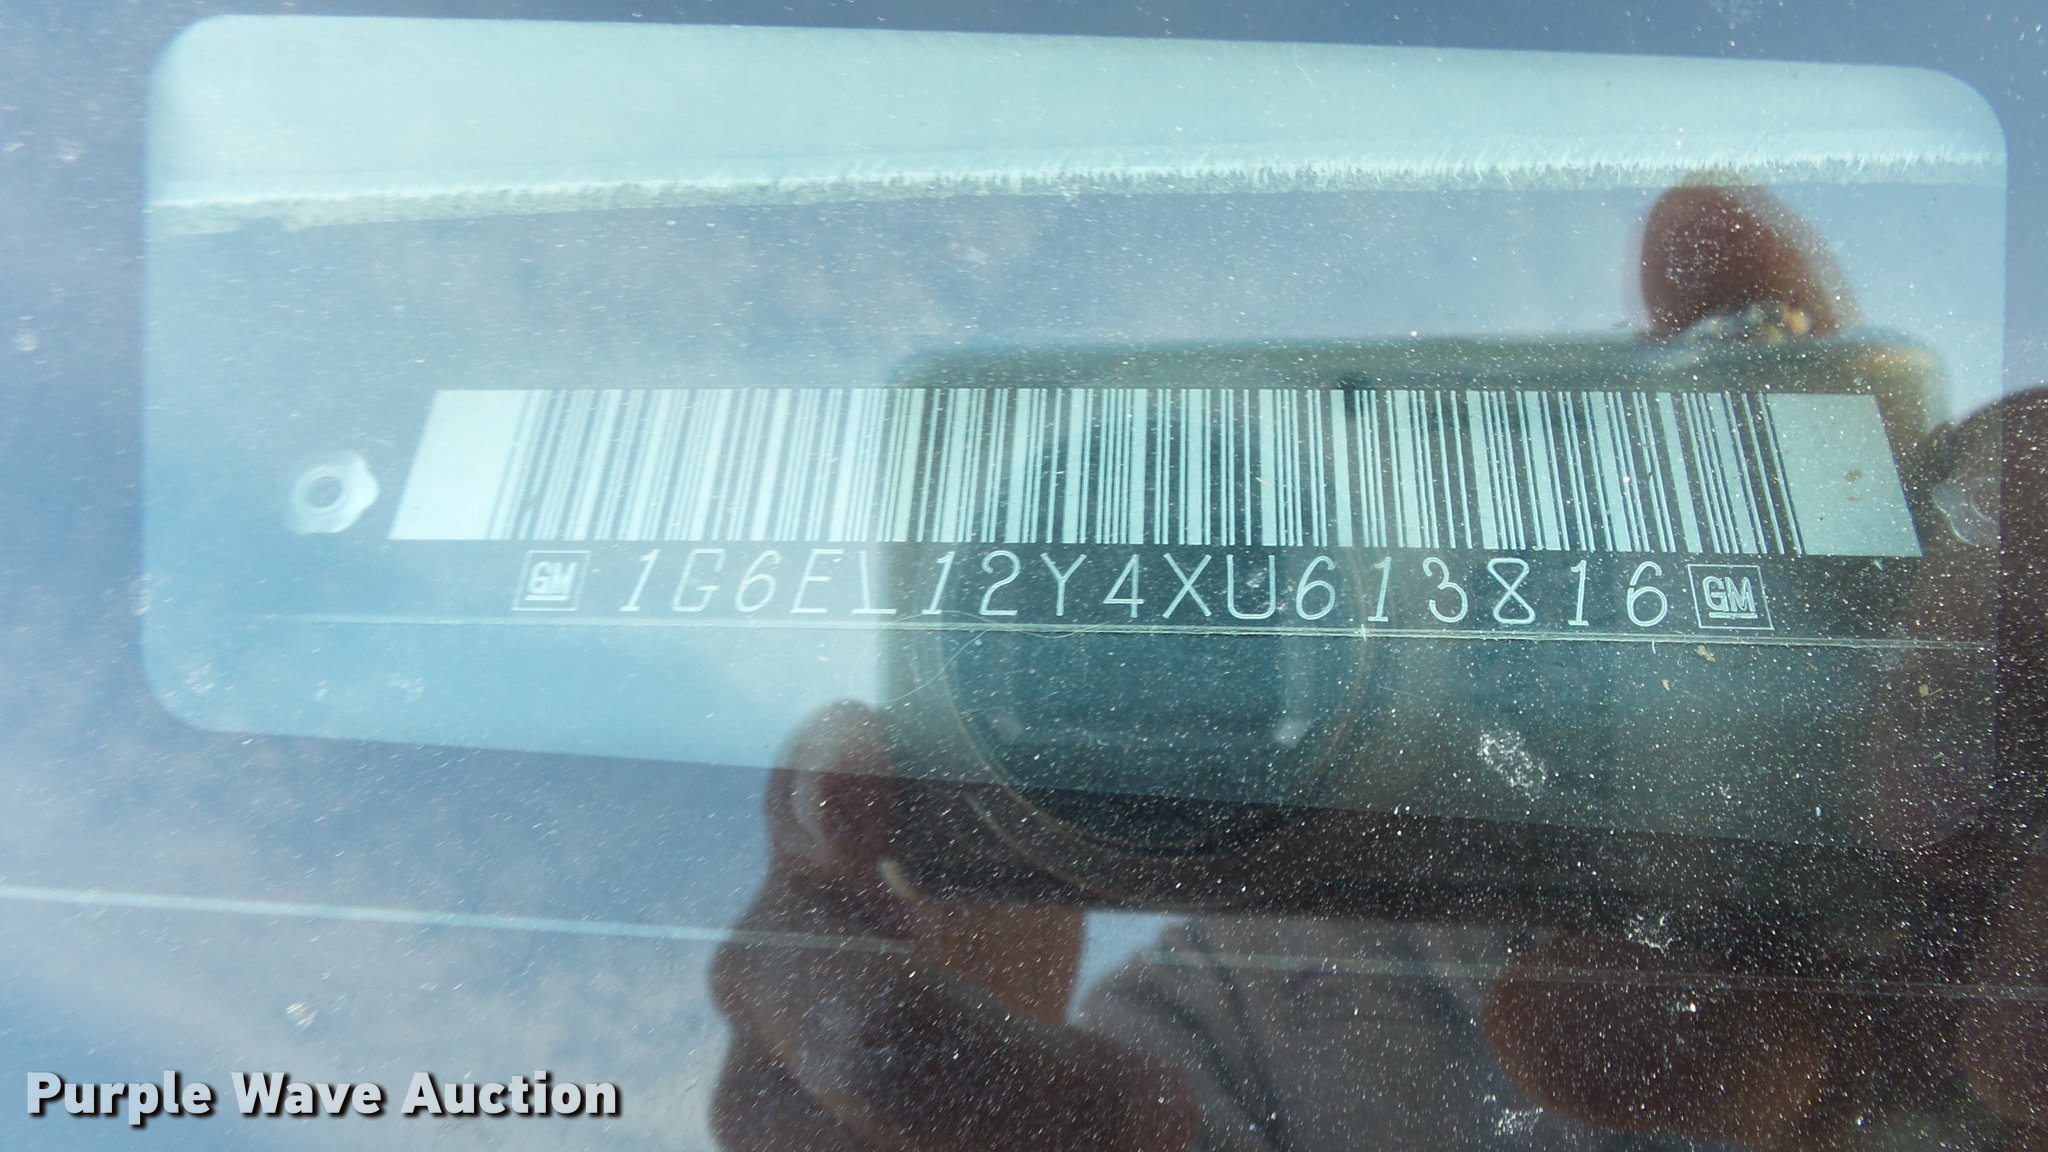 GM 1G6EL12Y4XU613816 GM
Purple Wave Auction